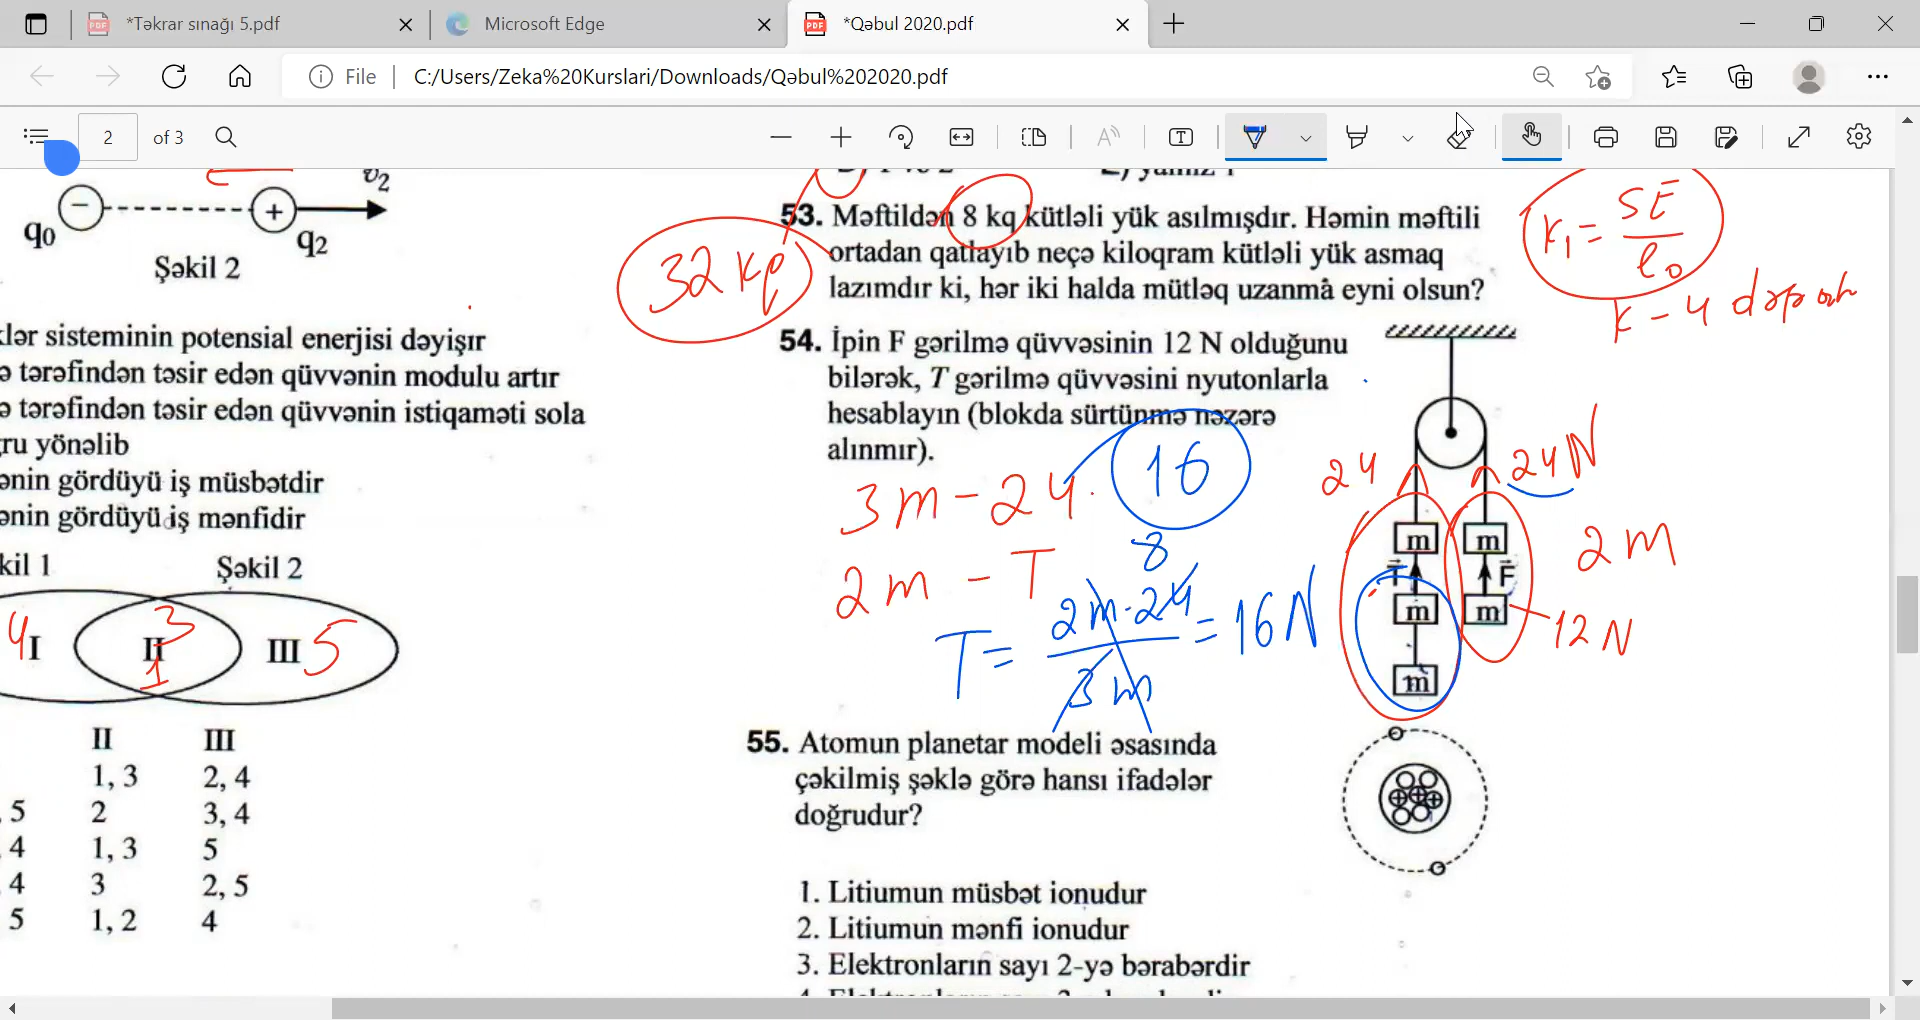 *Təkrar sınağı 5.pdf
Microsoft Edge
*Qəbul 2020.pdf
File
C:/Users/Zeka%20Kurslari/Downloads/Qəbul%202020.pdf
2 of 3
q0
q2
υ2
Şəkil 2
lər sisteminin potensial enerjisi dəyişir
ə tərəfindən təsir edən qüvvənin modulu artır
ə tərəfindən təsir edən qüvvənin istiqaməti sola
ru yönəlib
ənin gördüyü iş müsbətdir
ənin gördüyü iş mənfidir
kil 1
Şəkil 2
4 I
3 II 1
III 5
II III
1, 3 2, 4
5 2 3, 4
4 1, 3 5
4 3 2, 5
5 1, 2 4
53. Məftildən 8 kq kütləli yük asılmışdır. Həmin məftili
ortadan qatlayıb neçə kiloqram kütləli yük asmaq
lazımdır ki, hər iki halda mütləq uzanma eyni olsun?
32 kq
K1 = SE / l0
K - 4 dəfə
54. İpin F gərilmə qüvvəsinin 12 N olduğunu
bilərək, T gərilmə qüvvəsini nyutonlarla
hesablayın (blokda sürtünmə nəzərə
alınmır).
16
3m - 24
2m - T
T = 2m·24 / 3m = 16N
8
24
24N
m m
T F
m m
m
2m
12N
55. Atomun planetar modeli əsasında
çəkilmiş şəklə görə hansı ifadələr
doğrudur?
1. Litiumun müsbət ionudur
2. Litiumun mənfi ionudur
3. Elektronların sayı 2-yə bərabərdir